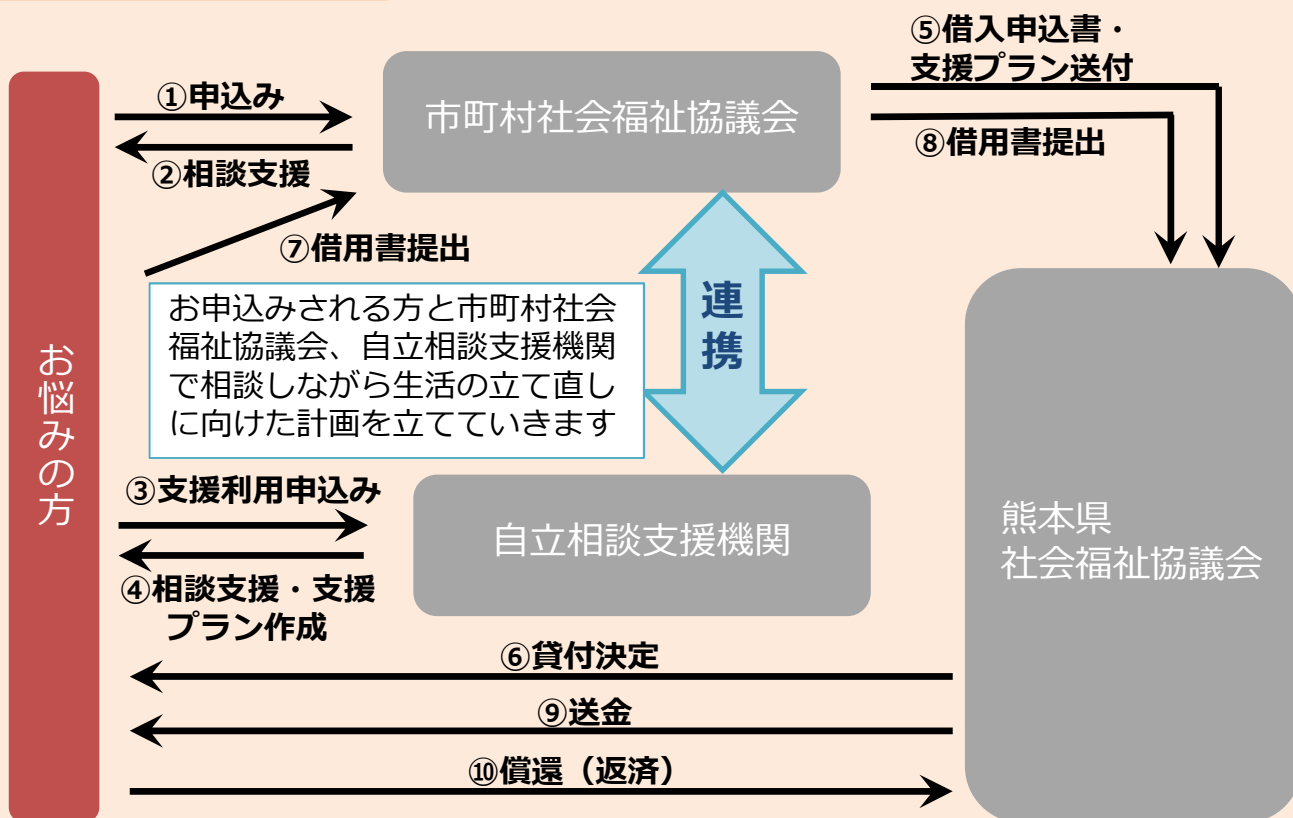 ⑤借入申込書・
支援プラン送付
①申込み
市町村社会福祉協議会
②相談支援
⑧借用書提出
⑦借用書提出
連
携
お申込みされる方と市町村社会
福祉協議会、自立相談支援機関
で相談しながら生活の立て直し
に向けた計画を立てていきます
お悩みの方
③支援利用申込み
自立相談支援機関
熊本県
社会福祉協議会
④相談支援・支援
プラン作成
⑥貸付決定
⑨送金
⑩償還（返済）